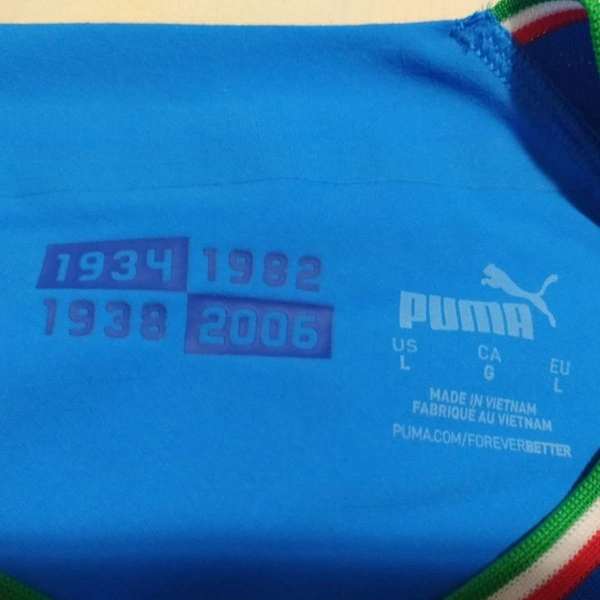 1934 1982
1938 2006
PUMA
US CA EU
L G L
MADE IN VIETNAM
FABRIQUÉ AU VIETNAM
PUMA.COM/FOREVERBETTER